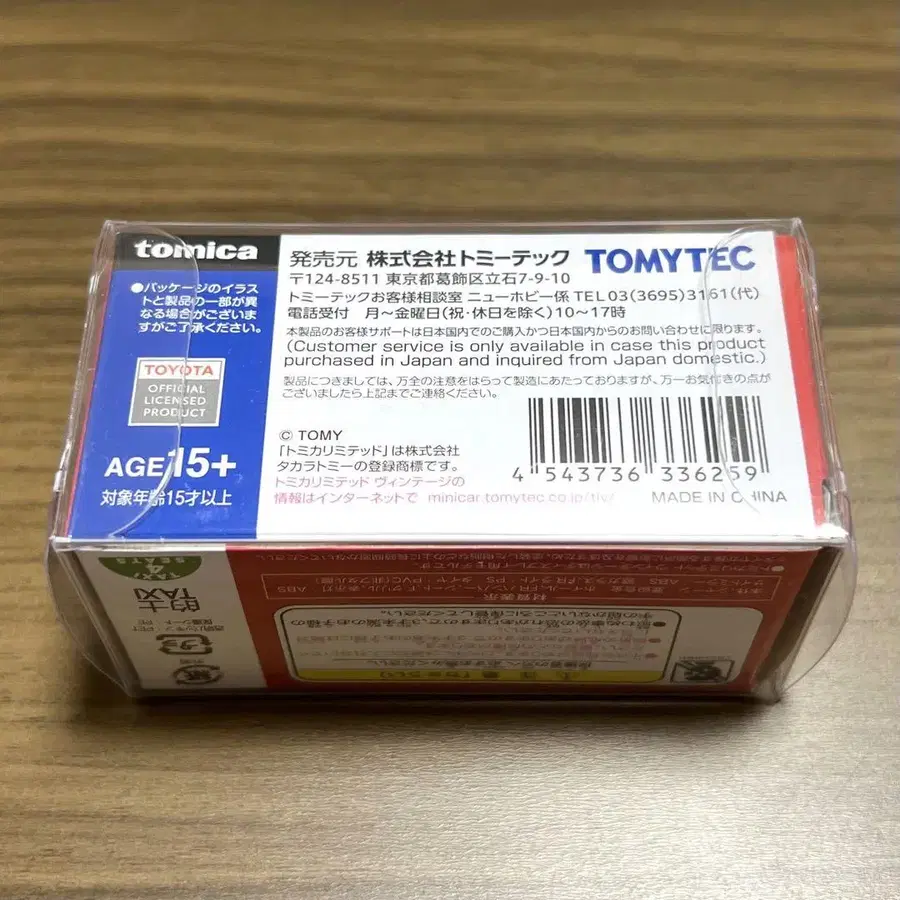 tomica
●パッケージのイラス
トと製品の一部が異
なる場合がございま
すがご了承ください。
TOYOTA
OFFICIAL
LICENSED
PRODUCT
AGE15+
対象年齢15才以上
発売元 株式会社トミーテック TOMYTEC
〒124-8511 東京都葛飾区立石7-9-10
トミーテックお客様相談室 ニューホビー係 TEL 03(3695)3161(代)
電話受付 月～金曜日(祝・休日を除く)10～17時
本製品のお客様サポートは日本国内でのご購入かつ日本国内からのお問い合わせに限ります。
(Customer service is only available in case this product
purchased in Japan and inquired from Japan domestic.)
製品につきましては、万全の注意をはらって製造にあたっておりますが、万一お気付きの点が
ございましたら上記までご連絡ください。
© TOMY
「トミカリミテッド」は株式会社
タカラトミーの登録商標です。
トミカリミテッド ヴィンテージの
情報はインターネットで minicar.tomytec.co.jp/tlv/
4 543736 336259
MADE IN CHINA
TAXI
4
SEATS
的士
TAXI
材質表示